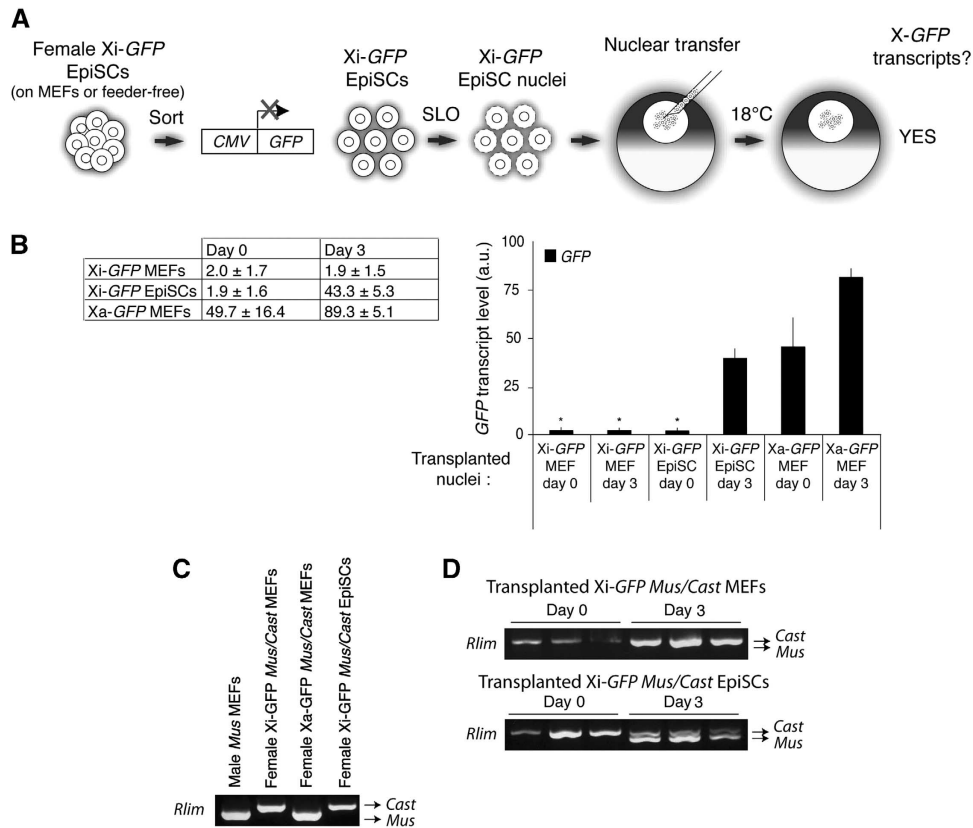 A
Female Xi-GFP
EpiSCs
(on MEFs or feeder-free)
Sort
CMV GFP
Xi-GFP
EpiSCs
SLO
Xi-GFP
EpiSC nuclei
Nuclear transfer
18°C
X-GFP
transcripts?
YES
B
Day 0 Day 3
Xi-GFP MEFs 2.0 ± 1.7 1.9 ± 1.5
Xi-GFP EpiSCs 1.9 ± 1.6 43.3 ± 5.3
Xa-GFP MEFs 49.7 ± 16.4 89.3 ± 5.1
GFP transcript level (a.u.)
100
75
50
25
0
GFP
* * *
Transplanted
nuclei :
Xi-GFP
MEF
day 0
Xi-GFP
MEF
day 3
Xi-GFP
EpiSC
day 0
Xi-GFP
EpiSC
day 3
Xa-GFP
MEF
day 0
Xa-GFP
MEF
day 3
C
Male Mus MEFs
Female Xi-GFP Mus/Cast MEFs
Female Xa-GFP Mus/Cast MEFs
Female Xi-GFP Mus/Cast EpiSCs
Rlim
Cast
Mus
D
Transplanted Xi-GFP Mus/Cast MEFs
Day 0 Day 3
Rlim
Cast
Mus
Transplanted Xi-GFP Mus/Cast EpiSCs
Day 0 Day 3
Rlim
Cast
Mus